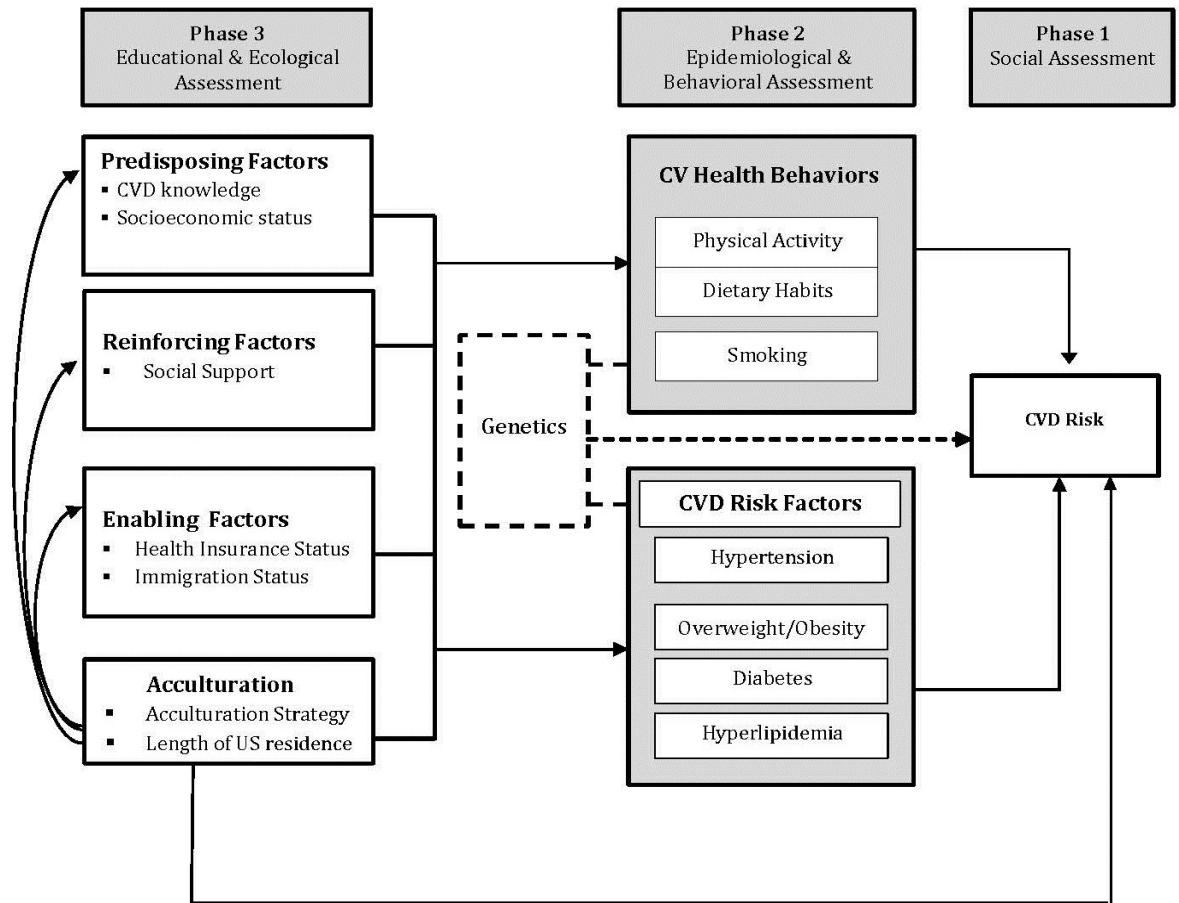 Phase 3
Educational & Ecological
Assessment
Phase 2
Epidemiological &
Behavioral Assessment
Phase 1
Social Assessment
Predisposing Factors
▪ CVD knowledge
▪ Socioeconomic status
Reinforcing Factors
▪ Social Support
Enabling Factors
▪ Health Insurance Status
▪ Immigration Status
Acculturation
▪ Acculturation Strategy
▪ Length of US residence
Genetics
CV Health Behaviors
Physical Activity
Dietary Habits
Smoking
CVD Risk Factors
Hypertension
Overweight/Obesity
Diabetes
Hyperlipidemia
CVD Risk